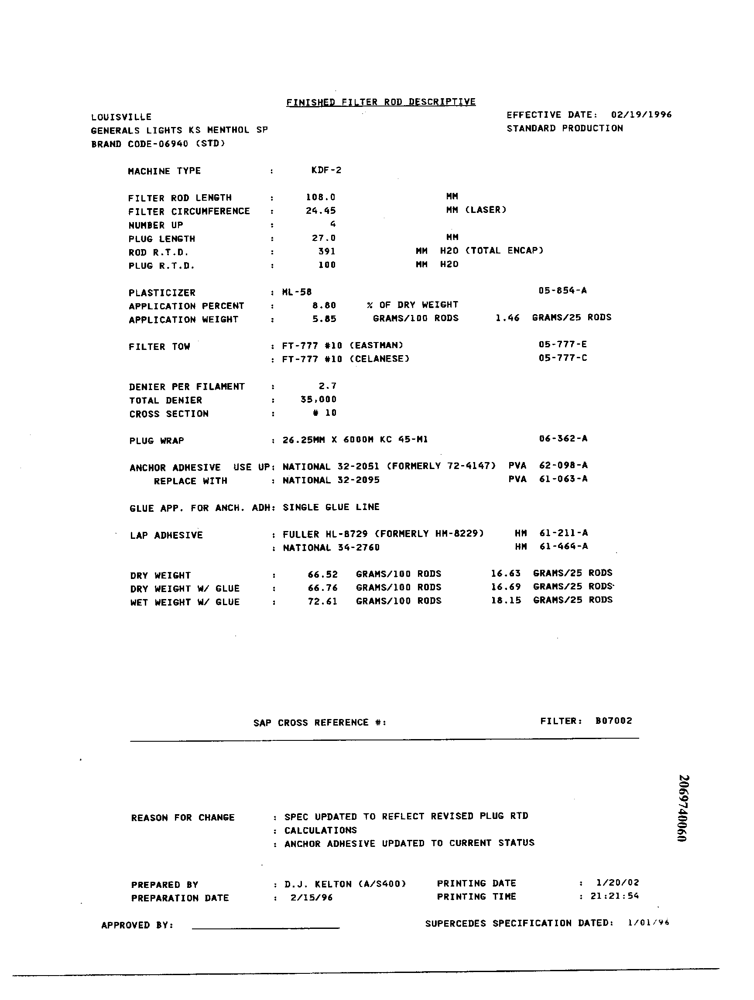 FINISHED FILTER ROD DESCRIPTIVE
LOUISVILLE EFFECTIVE DATE: 02/19/1996
GENERALS LIGHTS KS MENTHOL SP STANDARD PRODUCTION
BRAND CODE-06940 (STD)
MACHINE TYPE : KDF-2
FILTER ROD LENGTH : 108.0 MM
FILTER CIRCUMFERENCE : 24.45 MM (LASER)
NUMBER UP : 4
PLUG LENGTH : 27.0 MM
ROD R.T.D. : 391 MM H2O (TOTAL ENCAP)
PLUG R.T.D. : 100 MM H2O
PLASTICIZER : ML-58 05-854-A
APPLICATION PERCENT : 8.80 % OF DRY WEIGHT
APPLICATION WEIGHT : 5.85 GRAMS/100 RODS 1.46 GRAMS/25 RODS
FILTER TOW : FT-777 #10 (EASTMAN) 05-777-E
: FT-777 #10 (CELANESE) 05-777-C
DENIER PER FILAMENT : 2.7
TOTAL DENIER : 35,000
CROSS SECTION : # 10
PLUG WRAP : 26.25MM X 6000M KC 45-M1 06-362-A
ANCHOR ADHESIVE USE UP: NATIONAL 32-2051 (FORMERLY 72-4147) PVA 62-098-A
REPLACE WITH : NATIONAL 32-2095 PVA 61-063-A
GLUE APP. FOR ANCH. ADH: SINGLE GLUE LINE
LAP ADHESIVE : FULLER HL-8729 (FORMERLY HM-8229) HM 61-211-A
: NATIONAL 34-2760 HM 61-464-A
DRY WEIGHT : 66.52 GRAMS/100 RODS 16.63 GRAMS/25 RODS
DRY WEIGHT W/ GLUE : 66.76 GRAMS/100 RODS 16.69 GRAMS/25 RODS
WET WEIGHT W/ GLUE : 72.61 GRAMS/100 RODS 18.15 GRAMS/25 RODS
SAP CROSS REFERENCE #: FILTER: B07002
2069740060
REASON FOR CHANGE : SPEC UPDATED TO REFLECT REVISED PLUG RTD
: CALCULATIONS
: ANCHOR ADHESIVE UPDATED TO CURRENT STATUS
PREPARED BY : D.J. KELTON (A/S400) PRINTING DATE : 1/20/02
PREPARATION DATE : 2/15/96 PRINTING TIME : 21:21:54
APPROVED BY: SUPERCEDES SPECIFICATION DATED: 1/01/96